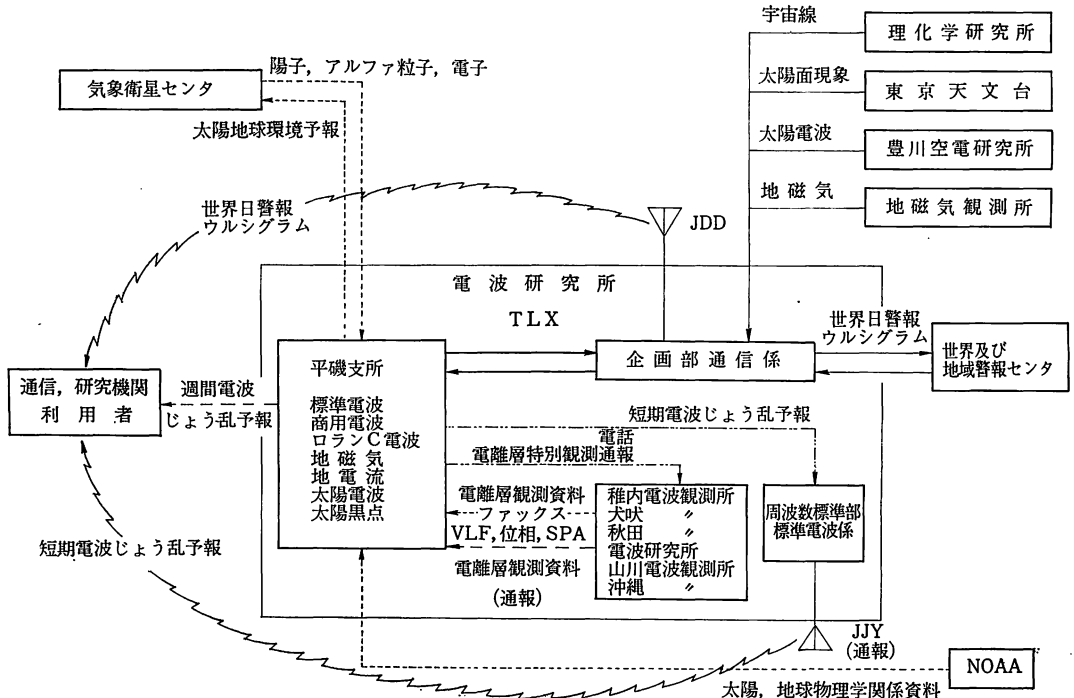 宇宙線
理化学研究所
気象衛星センタ
陽子，アルファ粒子，電子
太陽面現象
東京天文台
太陽地球環境予報
太陽電波
豊川空電研究所
世界日警報
ウルシグラム
JDD
地磁気
地磁気観測所
電波研究所
TLX
世界日警報
ウルシグラム
平磯支所
標準電波
商用電波
ロランC電波
地磁気
地電流
太陽電波
太陽黒点
企画部通信係
世界及び
地域警報センタ
通信，研究機関
利用者
週間電波
じょう乱予報
短期電波じょう乱予報
電話
電離層特別観測通報
電離層観測資料
ファックス
VLF，位相，SPA
電離層観測資料
(通報)
稚内電波観測所
犬吠 〃
秋田 〃
電波研究所
山川電波観測所
沖縄 〃
周波数標準部
標準電波係
短期電波じょう乱予報
JJY
(通報)
NOAA
太陽，地球物理学関係資料